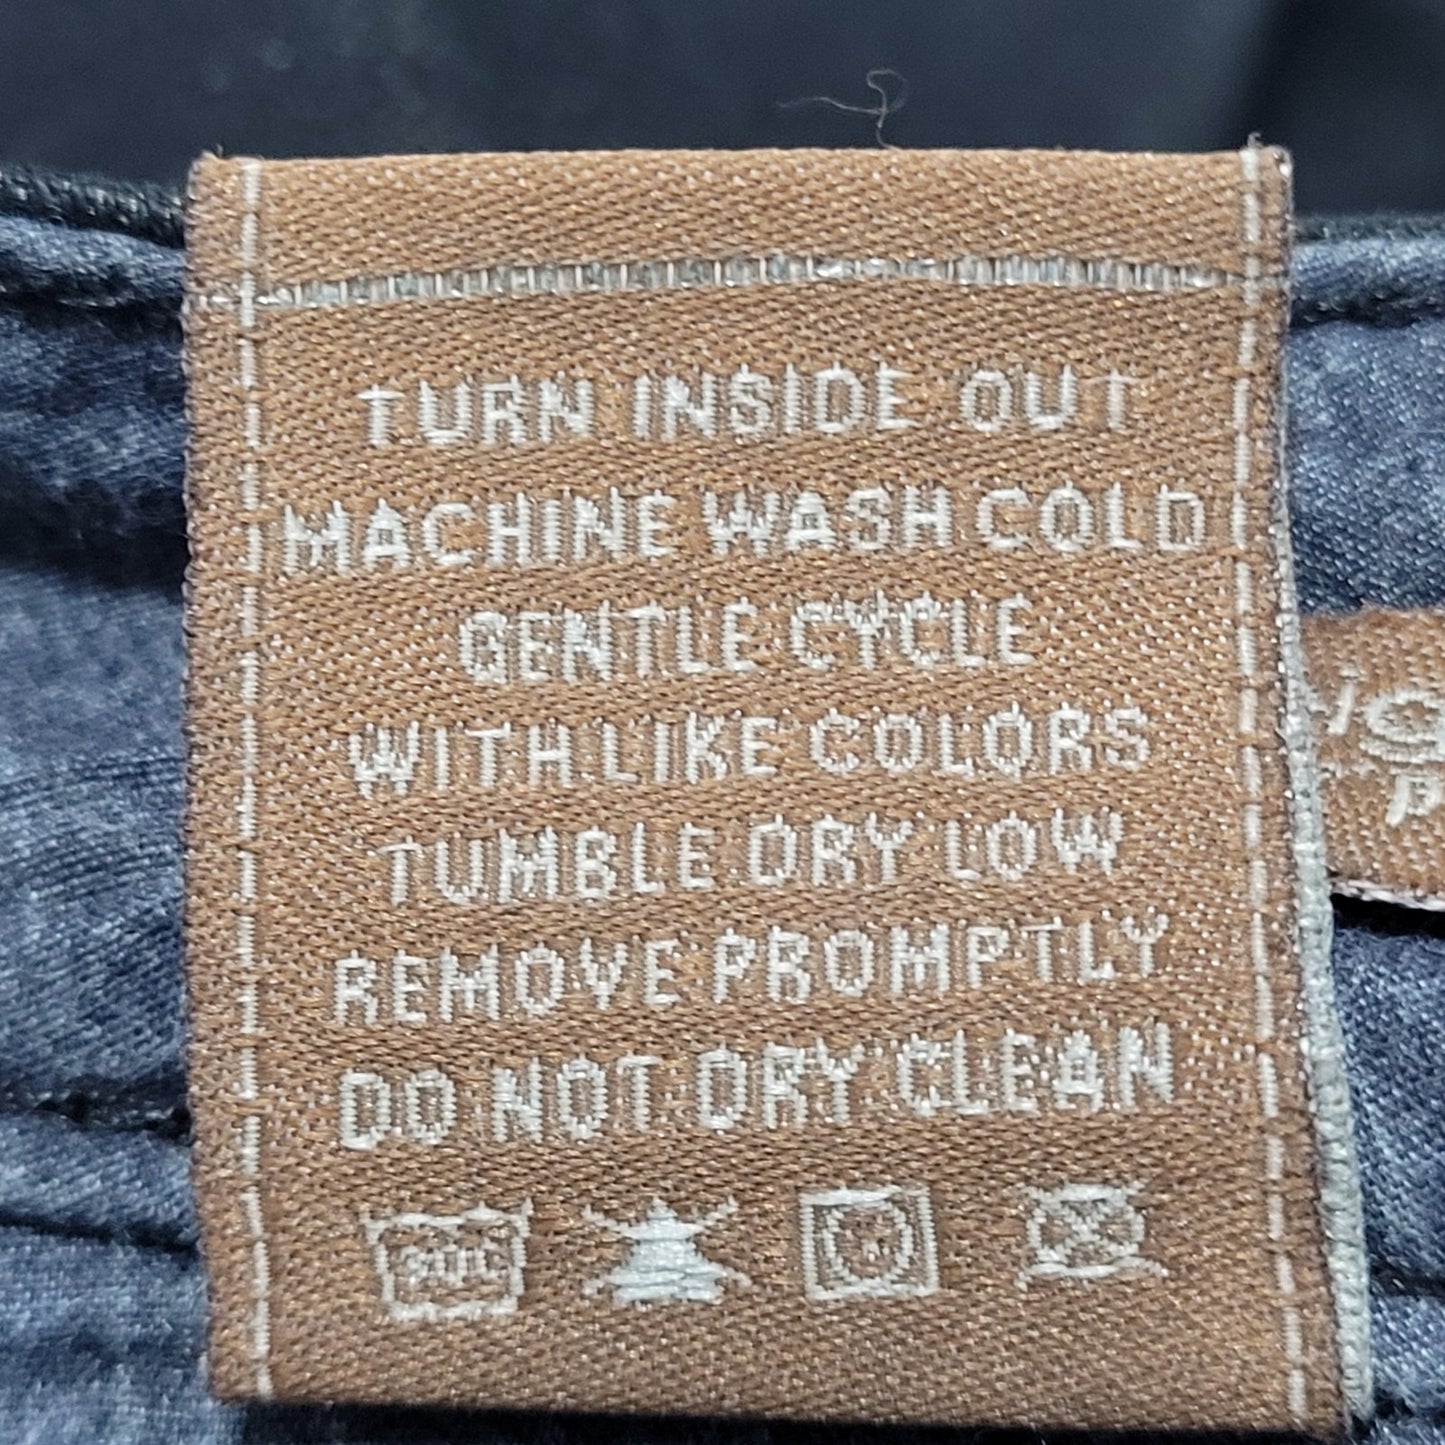 TURN INSIDE OUT
MACHINE WASH COLD
GENTLE CYCLE
WITH LIKE COLORS
TUMBLE DRY LOW
REMOVE PROMPTLY
DO NOT DRY CLEAN